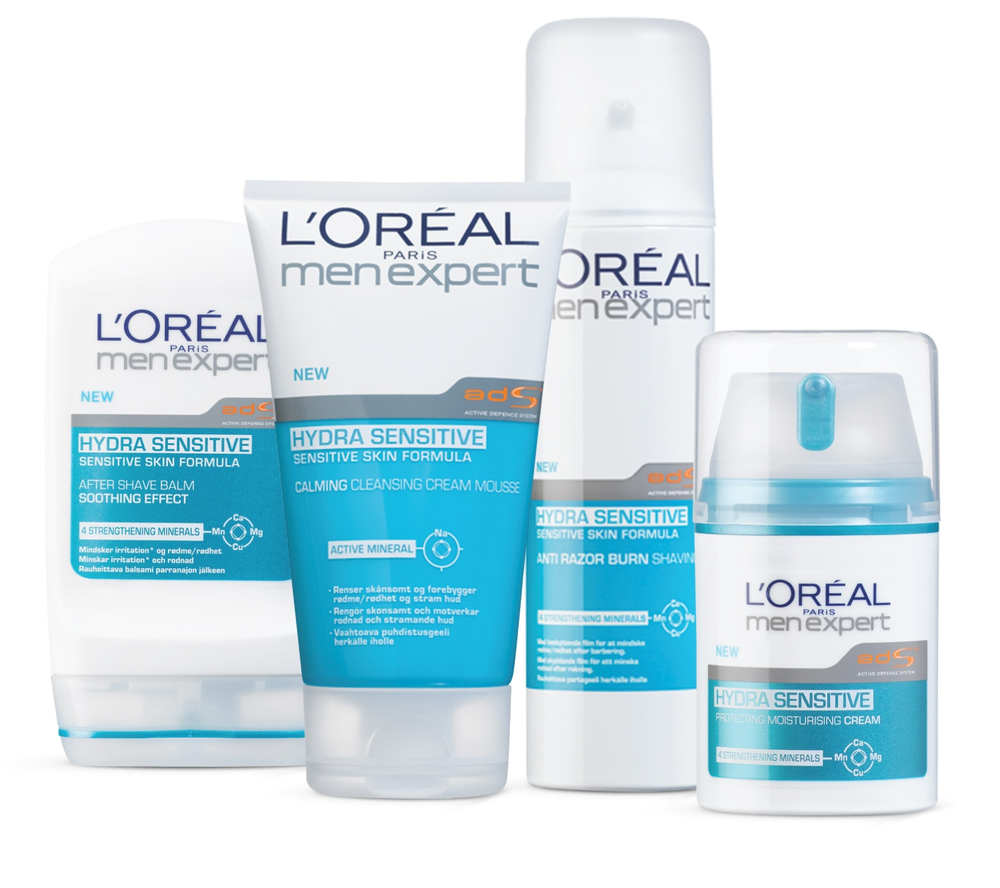 L'ORÉAL
PARiS
men expert
NEW
adS
ACTIVE DEFENSE SYS
HYDRA SENSITIVE
SENSITIVE SKIN FORMULA
AFTER SHAVE BALM
SOOTHING EFFECT
4 STRENGTHENING MINERALS
Ca
Mn
Mg
Cu
Mindsker irritation* og rødme/rødhet
Minskar irritation* och rodnad
Rauhoittava balsami parranajon jälkeen
L'ORÉAL
PARiS
men expert
NEW
adS
ACTIVE DEFENCE SYSTEM
HYDRA SENSITIVE
SENSITIVE SKIN FORMULA
CALMING CLEANSING CREAM MOUSSE
ACTIVE MINERAL
Na
- Renser skånsomt og forebygger
rødme/rødhet og stram hud
- Rengör skonsamt och motverkar
rodnad och stramande hud
- Vaahtoava puhdistusgeeli
herkälle iholle
ORÉAL
PARiS
en expert
NEW
adS
ACTIVE DEFENSE
HYDRA SENSITIVE
SENSITIVE SKIN FORMULA
ANTI RAZOR BURN SHAVING
4 STRENGTHENING MINERALS
Ca
Mn
Mg
Cu
Med beskyttende film for at mindske
rødme/rødhet efter barbering.
Med skyddande film för att minska
rodnad efter rakning.
Rauhoittava partageeli herkälle iholle
L'ORÉAL
PARiS
men expert
NEW
adS
ACTIVE DEFENSE SYSTEM
HYDRA SENSITIVE
PROTECTING MOISTURISING CREAM
4 STRENGTHENING MINERALS
Ca
Mn
Mg
Cu